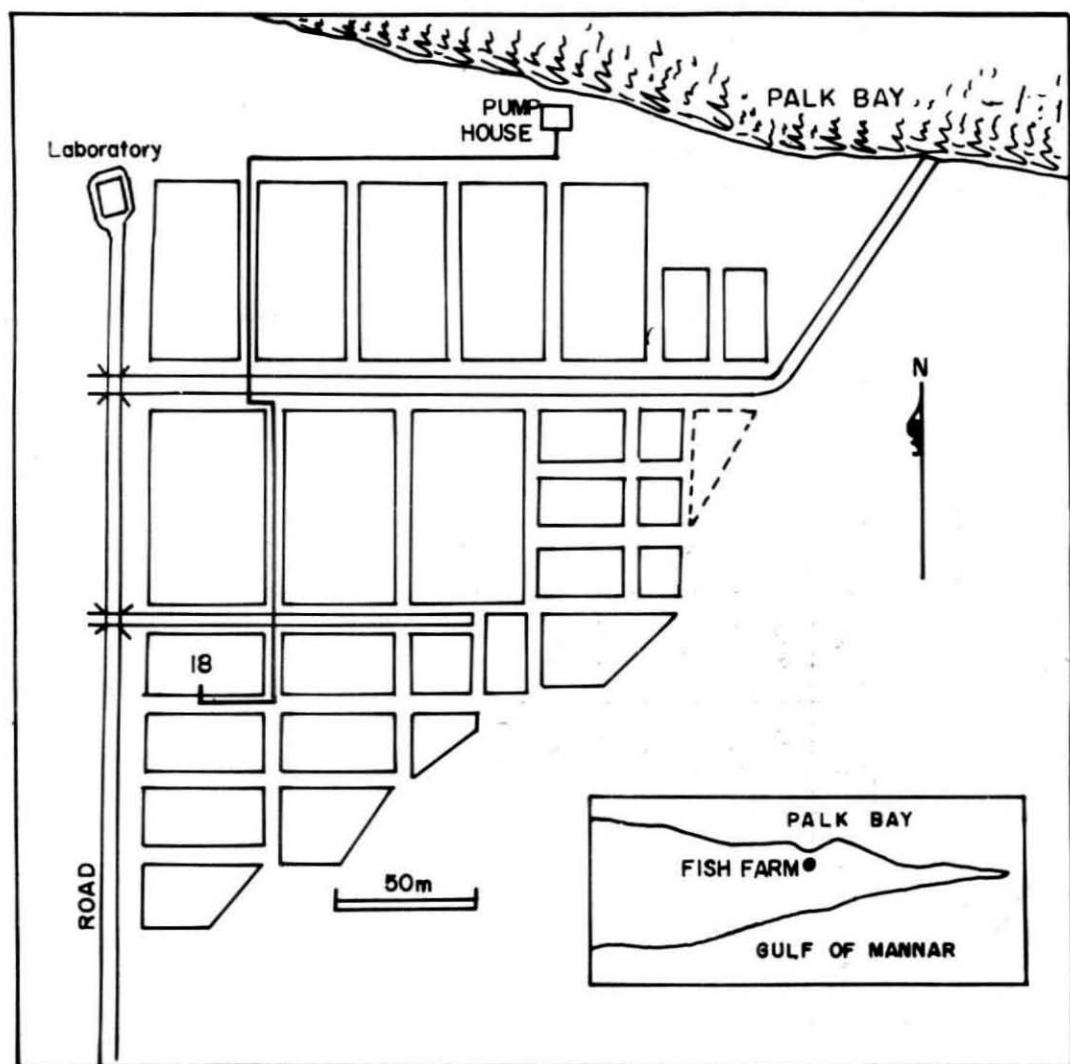 PALK BAY
PUMP
HOUSE
Laboratory
N
18
50m
ROAD
PALK BAY
FISH FARM
GULF OF MANNAR